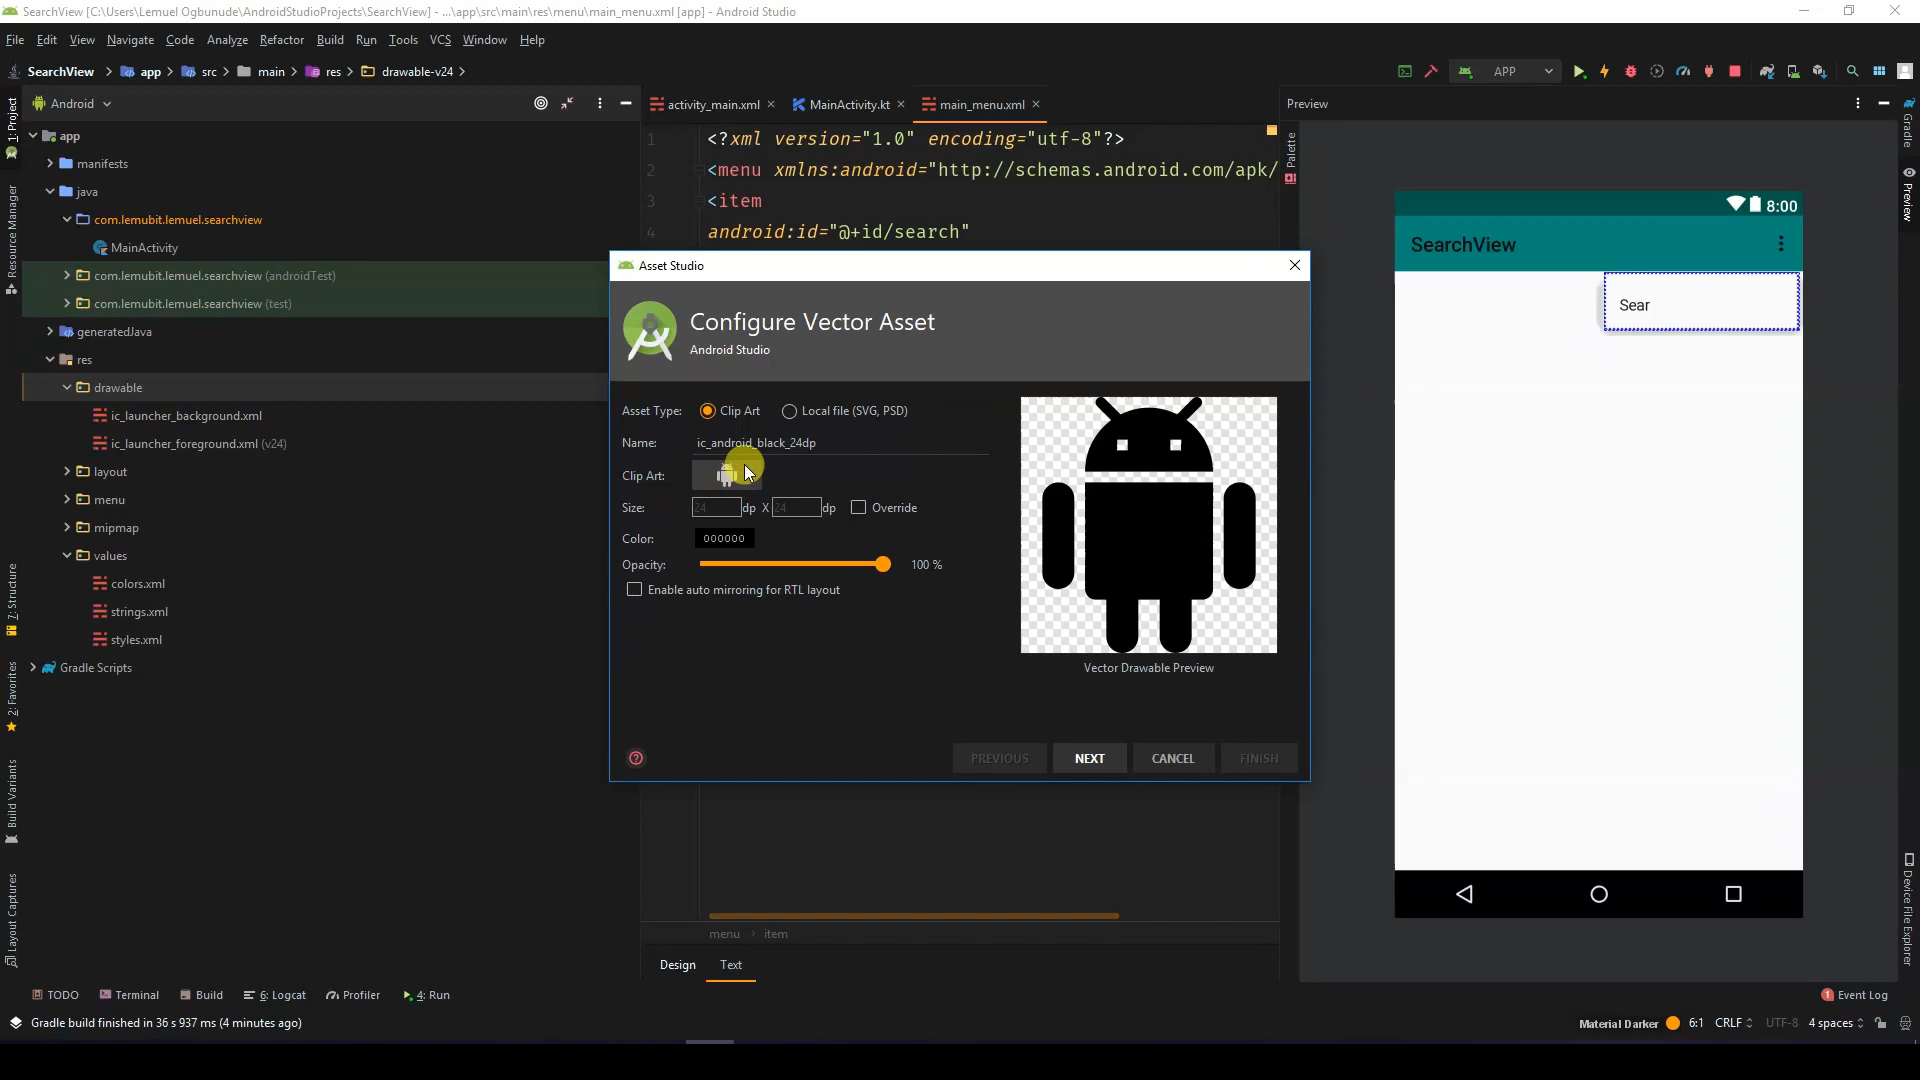 SearchView [C:\Users\Lemuel Ogbunude\AndroidStudioProjects\SearchView] - ...\app\src\main\res\menu\main_menu.xml [app] - Android Studio
File Edit View Navigate Code Analyze Refactor Build Run Tools VCS Window Help
SearchView app src main res drawable-v24
APP
Android
activity_main.xml MainActivity.kt main_menu.xml
Preview
1: Project
Resource Manager
7: Structure
2: Favorites
Build Variants
Layout Captures
app
manifests
java
com.lemubit.lemuel.searchview
MainActivity
com.lemubit.lemuel.searchview (androidTest)
com.lemubit.lemuel.searchview (test)
generatedJava
res
drawable
ic_launcher_background.xml
ic_launcher_foreground.xml (v24)
layout
menu
mipmap
values
colors.xml
strings.xml
styles.xml
Gradle Scripts
1 <?xml version="1.0" encoding="utf-8"?>
2 <menu xmlns:android="http://schemas.android.com/apk/
3 <item
4 android:id="@+id/search"
Asset Studio
Configure Vector Asset
Android Studio
Asset Type: Clip Art Local file (SVG, PSD)
Name: ic_android_black_24dp
Clip Art:
Size: 24 dp X 24 dp Override
Color: 000000
Opacity: 100 %
Enable auto mirroring for RTL layout
Vector Drawable Preview
PREVIOUS NEXT CANCEL FINISH
Palette
8:00
SearchView
Sear
Gradle
Preview
Device File Explorer
menu item
Design Text
TODO Terminal Build 6: Logcat Profiler 4: Run
1 Event Log
Gradle build finished in 36 s 937 ms (4 minutes ago)
Material Darker 6:1 CRLF UTF-8 4 spaces